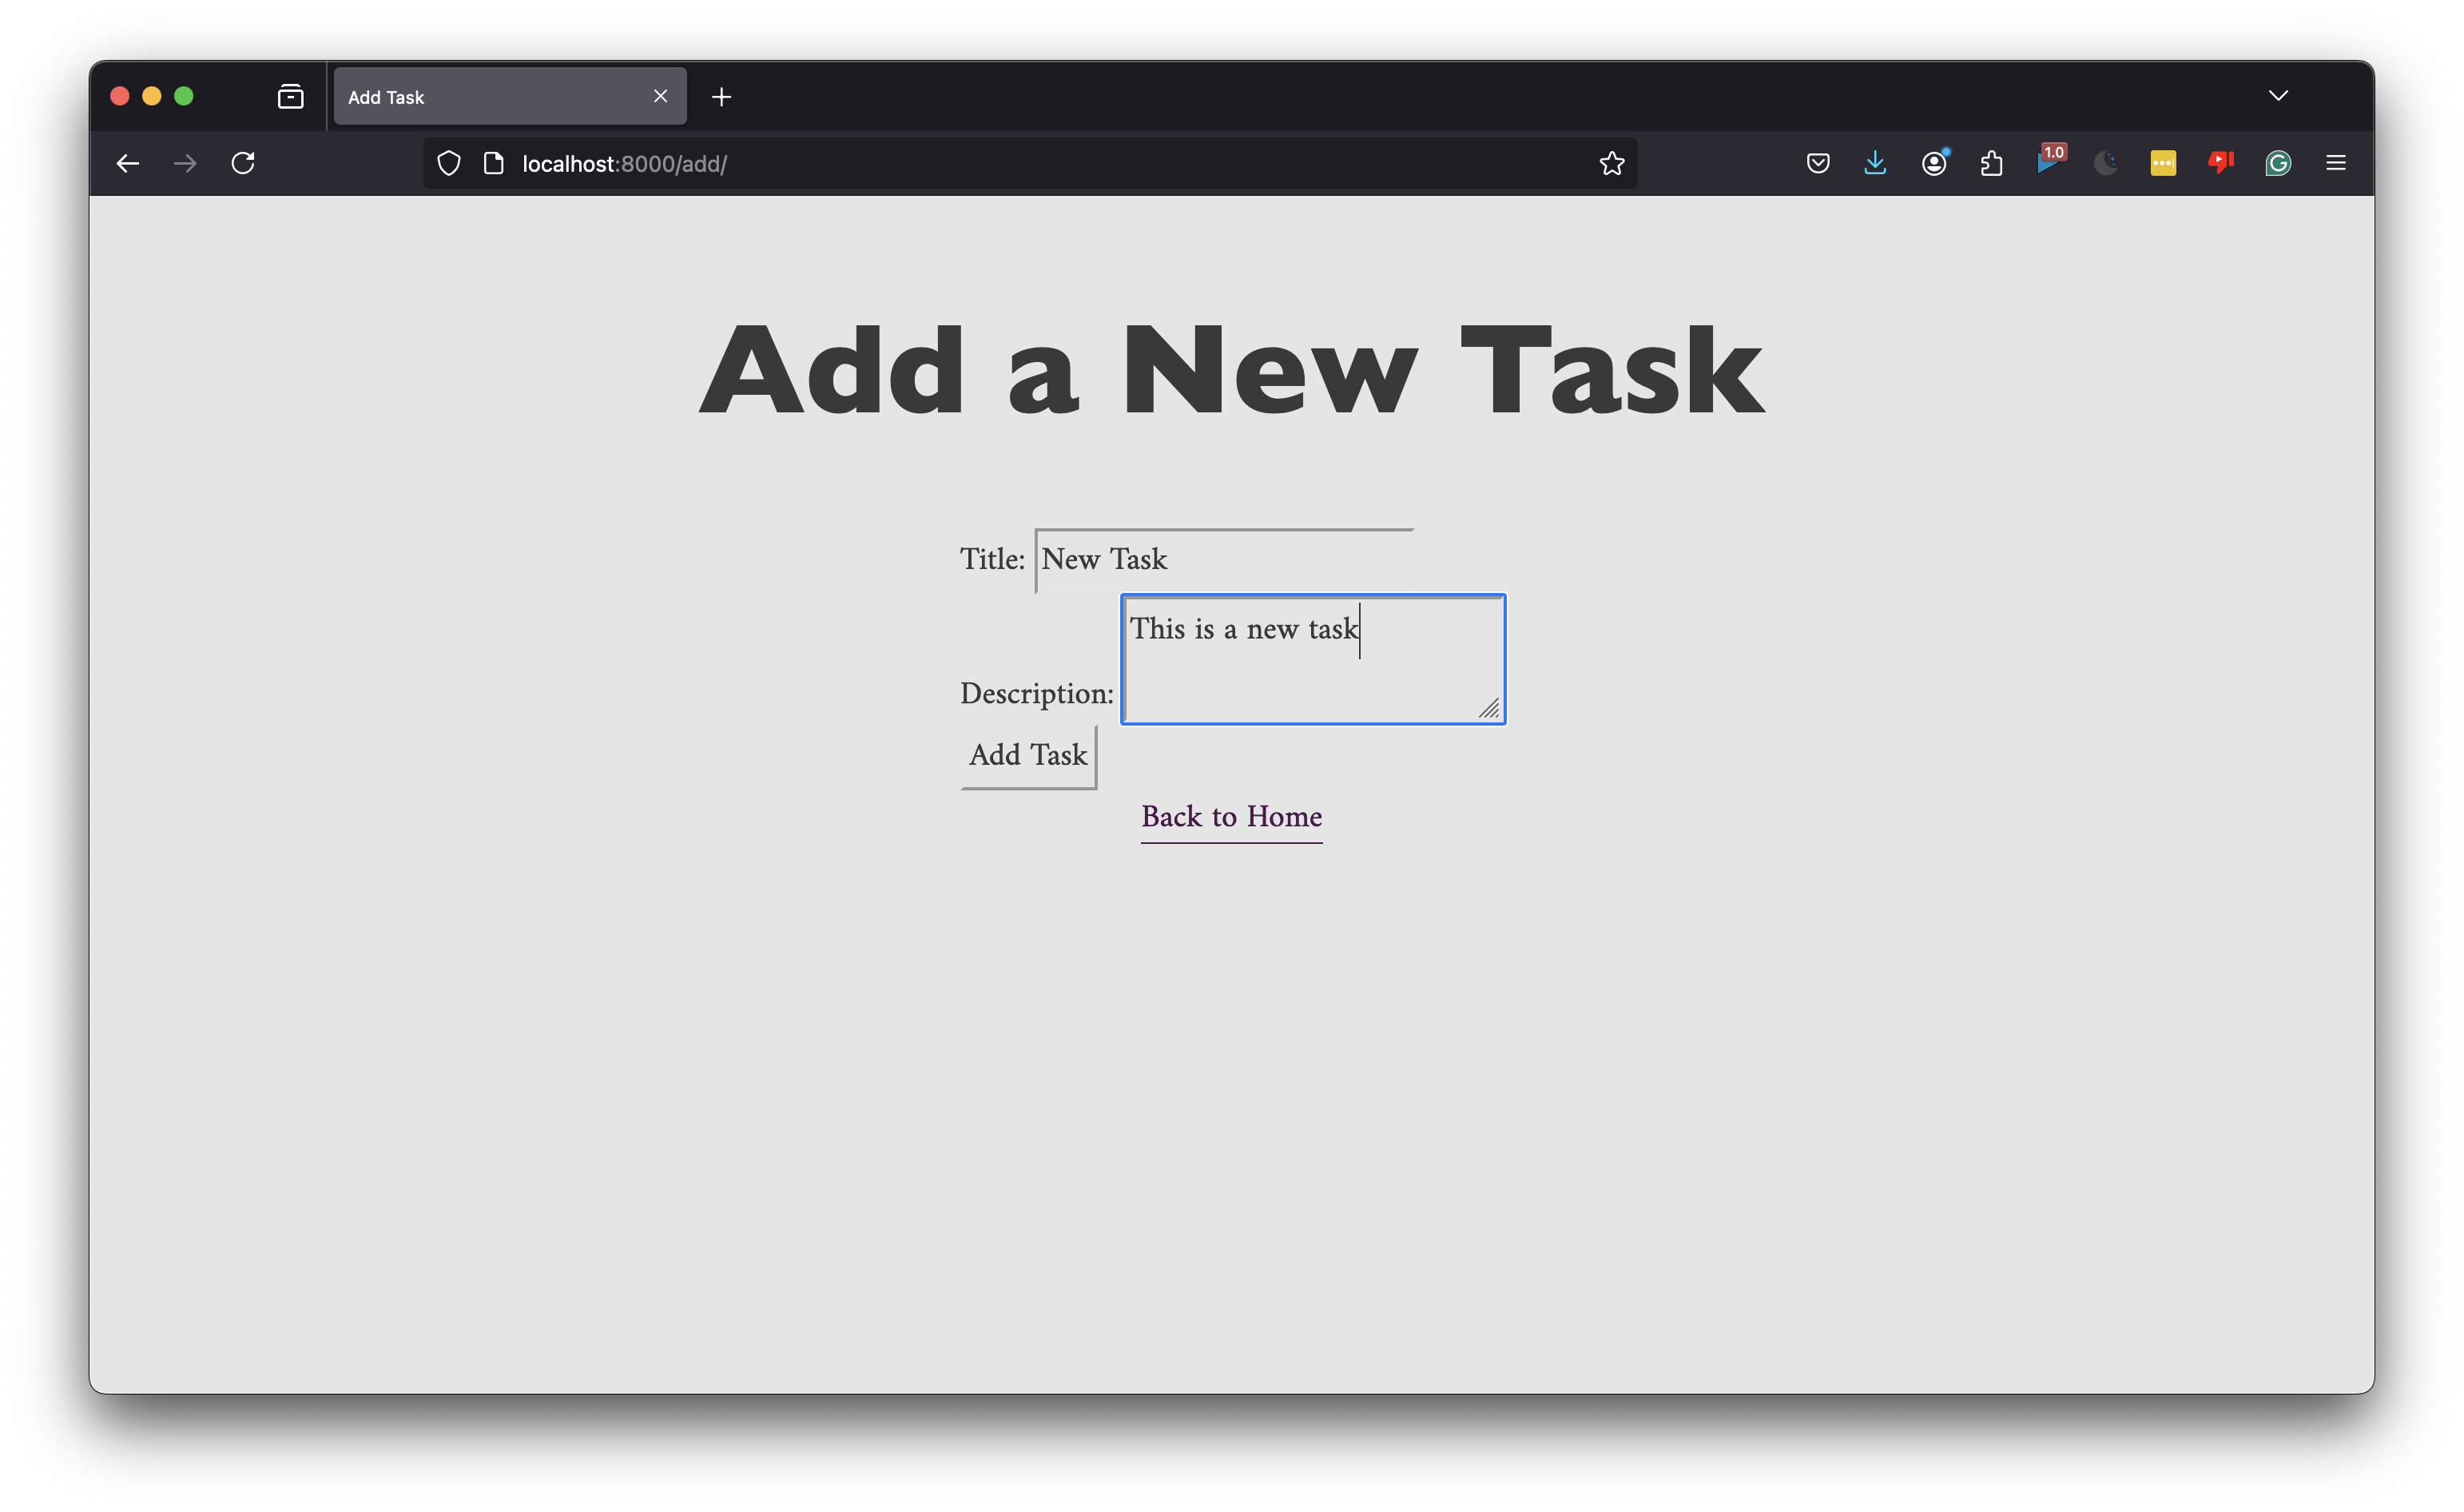 Add Task
localhost:8000/add/
1.0
Add a New Task
Title: New Task
This is a new task
Description:
Add Task
Back to Home